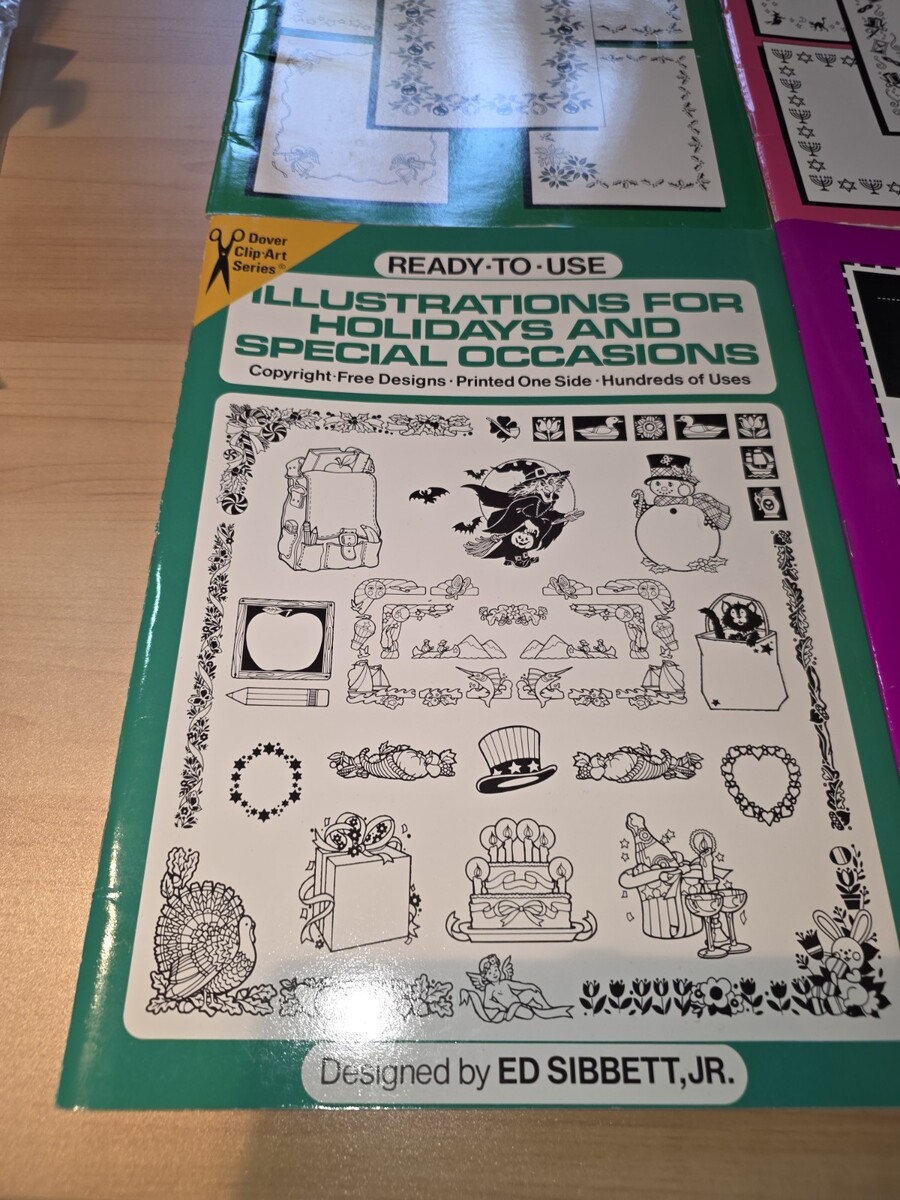 Dover
Clip-Art
Series®
READY·TO·USE
ILLUSTRATIONS FOR
HOLIDAYS AND
SPECIAL OCCASIONS
Copyright·Free Designs · Printed One Side · Hundreds of Uses
Designed by ED SIBBETT,JR.